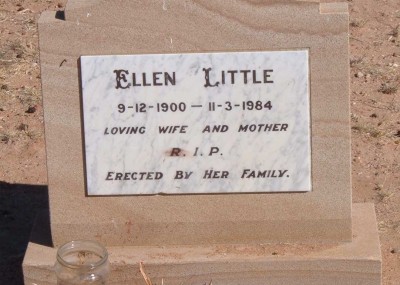 ELLEN LITTLE
9-12-1900 — 11-3-1984
LOVING WIFE AND MOTHER
R. I. P.
ERECTED BY HER FAMILY.